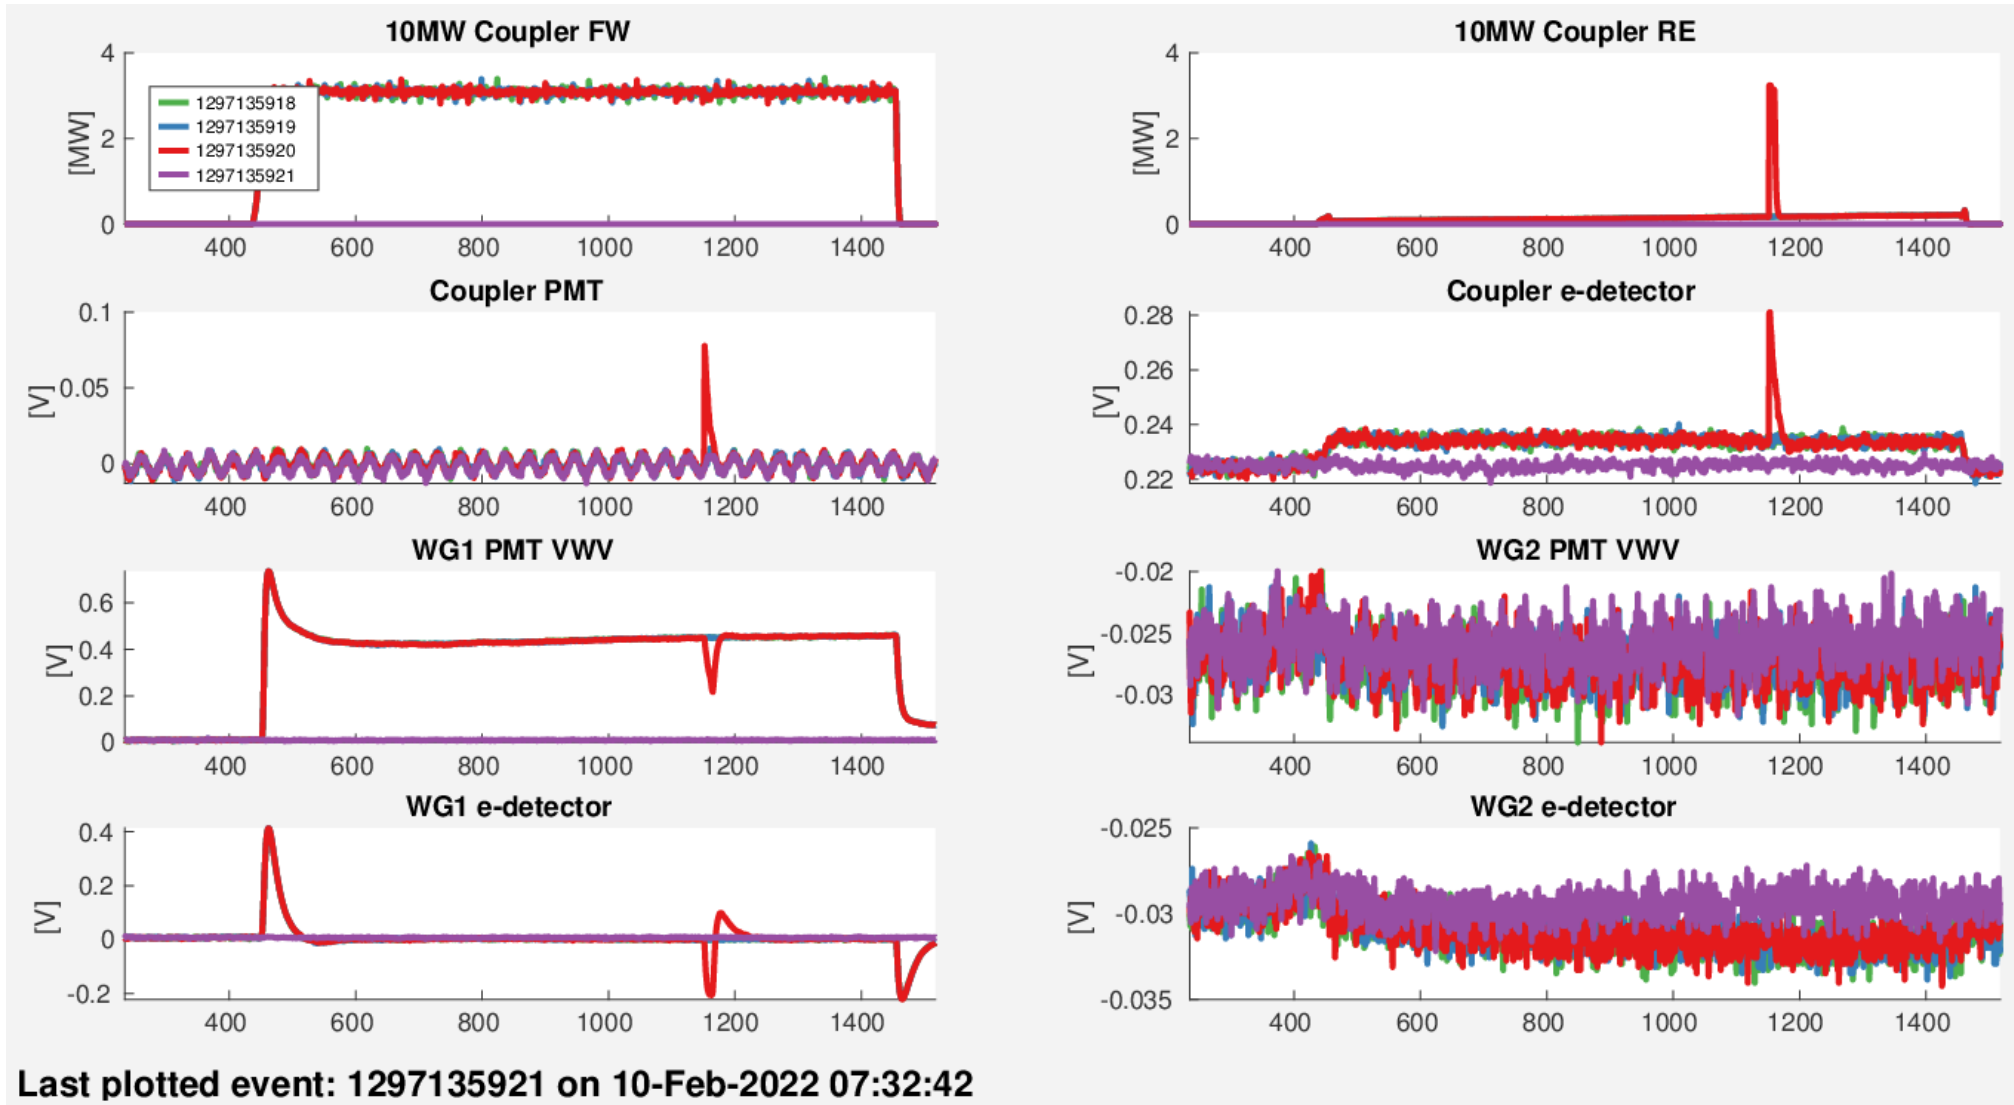 10MW Coupler FW
[MW]
4
2
0
1297135918
1297135919
1297135920
1297135921
400 600 800 1000 1200 1400
10MW Coupler RE
[MW]
4
2
0
400 600 800 1000 1200 1400
Coupler PMT
[V]
0.1
0.05
0
400 600 800 1000 1200 1400
Coupler e-detector
[V]
0.28
0.26
0.24
0.22
400 600 800 1000 1200 1400
WG1 PMT VWV
[V]
0.6
0.4
0.2
0
400 600 800 1000 1200 1400
WG2 PMT VWV
[V]
-0.02
-0.025
-0.03
400 600 800 1000 1200 1400
WG1 e-detector
[V]
0.4
0.2
0
-0.2
400 600 800 1000 1200 1400
WG2 e-detector
[V]
-0.025
-0.03
-0.035
400 600 800 1000 1200 1400
Last plotted event: 1297135921 on 10-Feb-2022 07:32:42